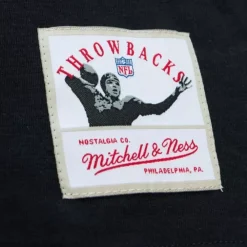 THROWBACKS
NFL
NOSTALGIA CO.
Mitchell & Ness
PHILADELPHIA, PA.